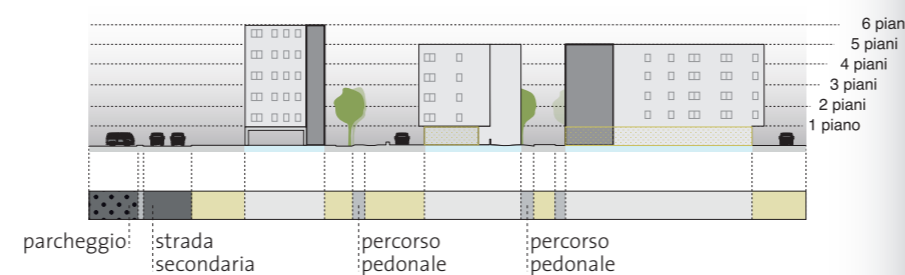 6 pian
5 piani
4 piani
3 piani
2 piani
1 piano
parcheggio
strada
secondaria
percorso
pedonale
percorso
pedonale